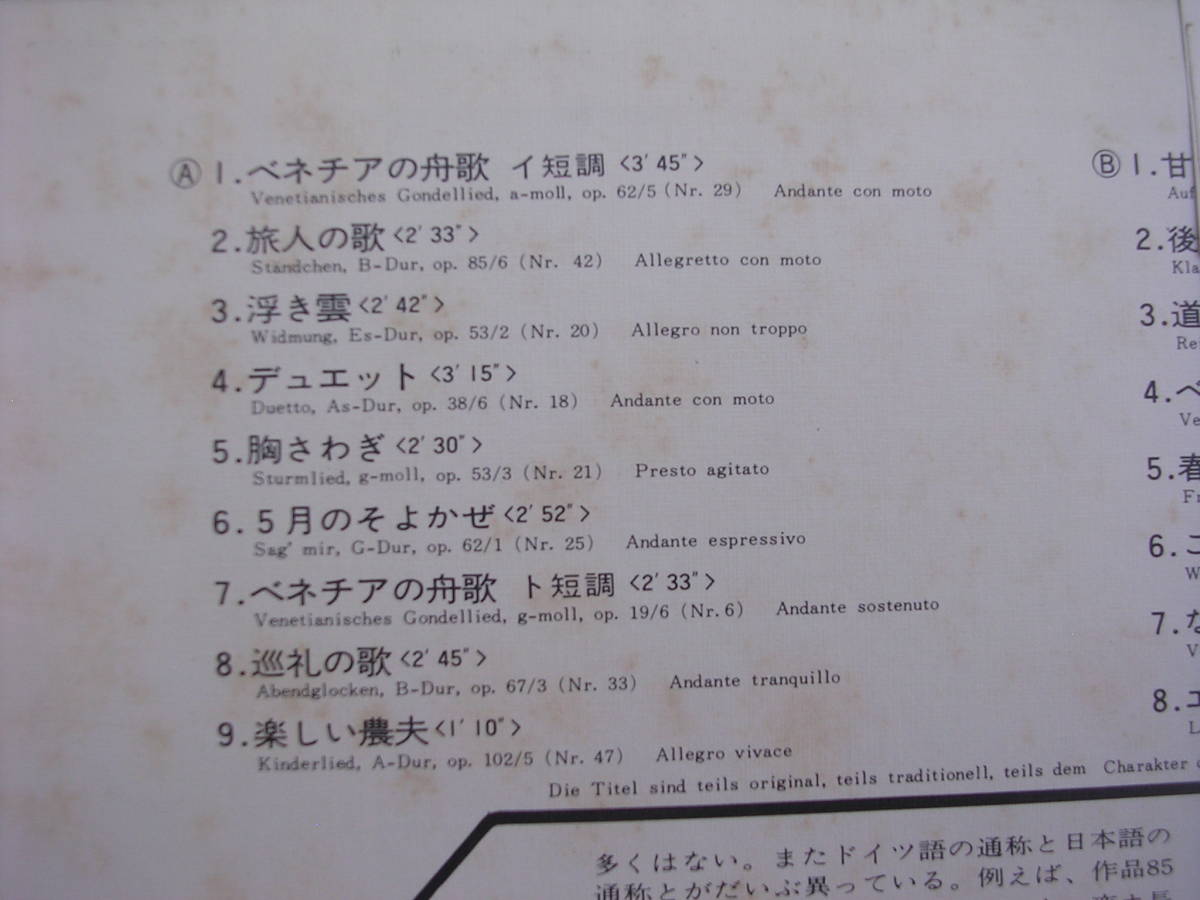 Ⓐ 1.ベネチアの舟歌 イ短調 <3′45″>
Venetianisches Gondellied, a-moll, op. 62/5 (Nr. 29) Andante con moto
2.旅人の歌 <2′33″>
Standchen, B-Dur, op. 85/6 (Nr. 42) Allegretto con moto
3.浮き雲 <2′42″>
Widmung, Es-Dur, op. 53/2 (Nr. 20) Allegro non troppo
4.デュエット <3′15″>
Duetto, As-Dur, op. 38/6 (Nr. 18) Andante con moto
5.胸さわぎ <2′30″>
Sturmlied, g-moll, op. 53/3 (Nr. 21) Presto agitato
6.5月のそよかぜ <2′52″>
Sag' mir, G-Dur, op. 62/1 (Nr. 25) Andante espressivo
7.ベネチアの舟歌 ト短調 <2′33″>
Venetianisches Gondellied, g-moll, op. 19/6 (Nr. 6) Andante sostenuto
8.巡礼の歌 <2′45″>
Abendglocken, B-Dur, op. 67/3 (Nr. 33) Andante tranquillo
9.楽しい農夫 <1′10″>
Kinderlied, A-Dur, op. 102/5 (Nr. 47) Allegro vivace
Die Titel sind teils original, teils traditionell, teils dem Charakter
Ⓑ 1.甘
Auf
2.後
Kla
3.道
Rei
4.ベ
Ve
5.春
Fr
6.こ
W
7.な
V
8.エ
L
多くはない。またドイツ語の通称と日本語の
通称とがだいぶ異っている。例えば、作品85